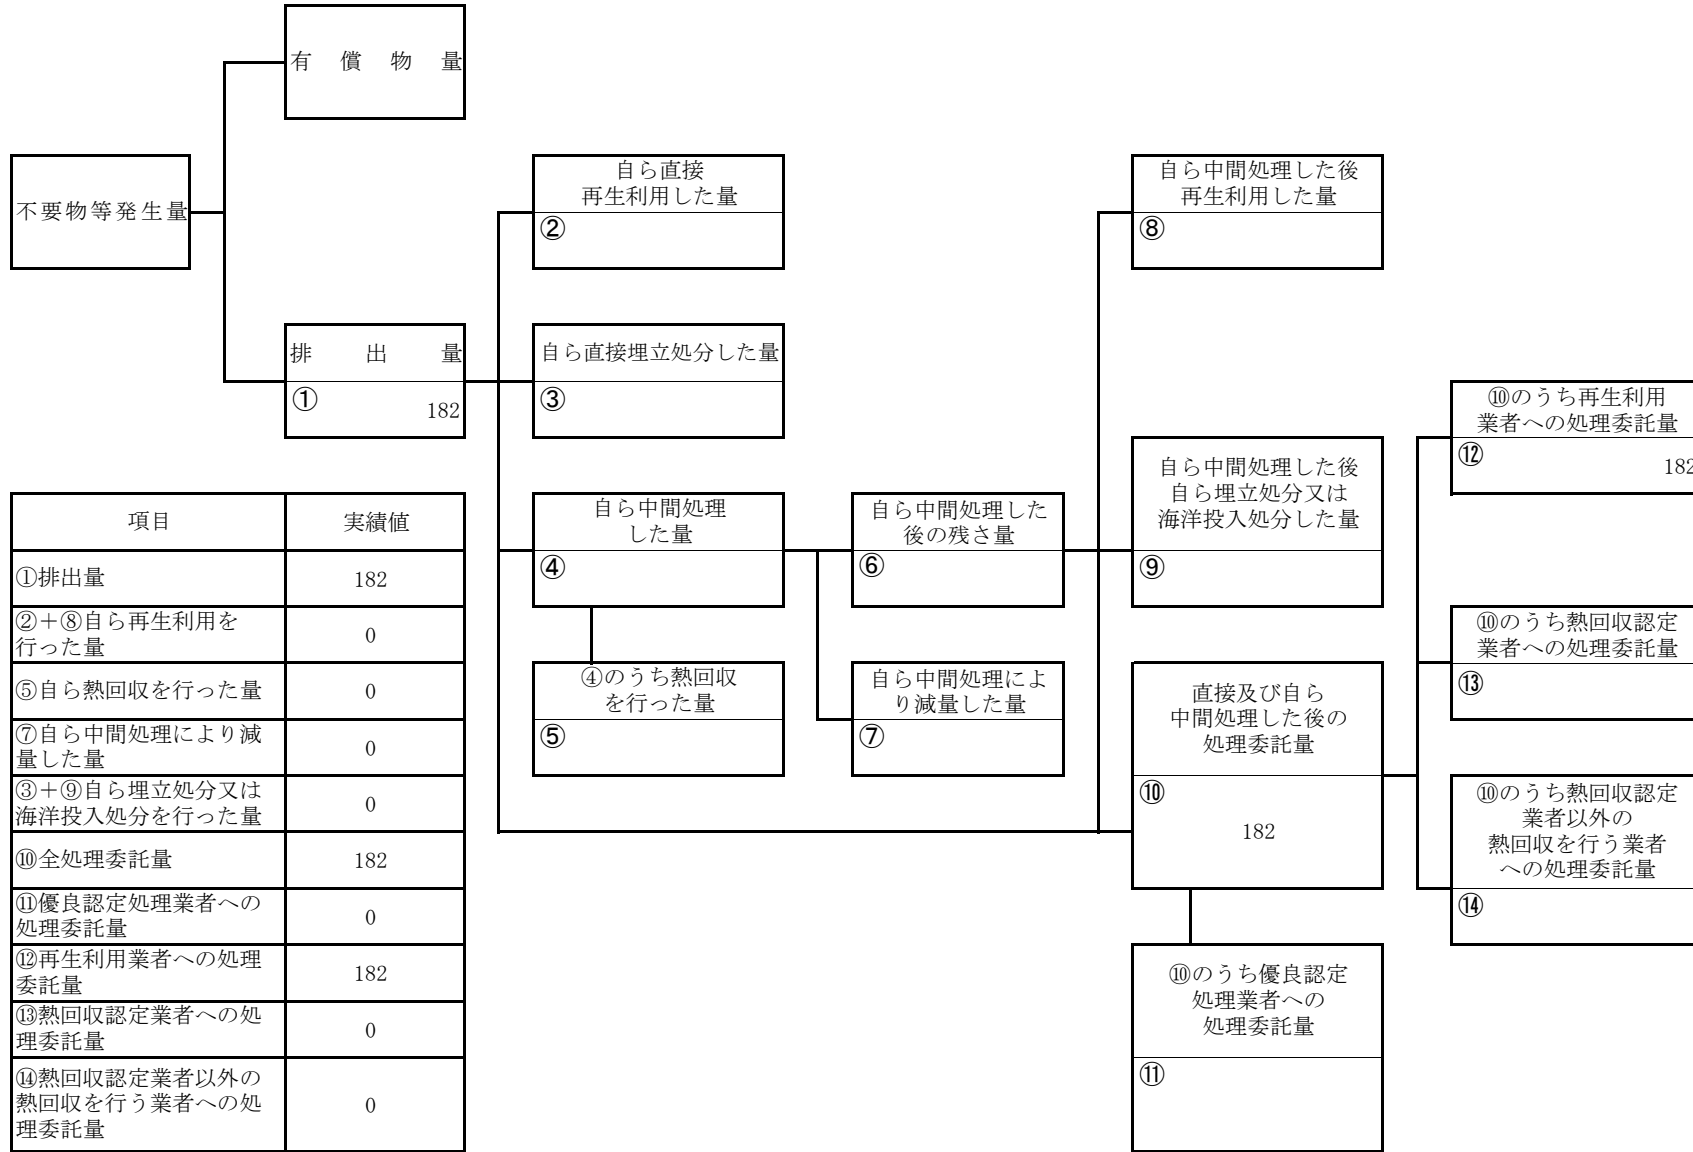 有償物量
不要物等発生量
自ら直接
再生利用した量
②
自ら中間処理した後
再生利用した量
⑧
排出量
①
182
自ら直接埋立処分した量
③
⑩のうち再生利用
業者への処理委託量
⑫
182
自ら中間処理した後
自ら埋立処分又は
海洋投入処分した量
⑨
自ら中間処理
した量
④
自ら中間処理した
後の残さ量
⑥
⑩のうち熱回収認定
業者への処理委託量
⑬
④のうち熱回収
を行った量
⑤
自ら中間処理によ
り減量した量
⑦
直接及び自ら
中間処理した後の
処理委託量
⑩
182
⑩のうち熱回収認定
業者以外の
熱回収を行う業者
への処理委託量
⑭
⑩のうち優良認定
処理業者への
処理委託量
⑪
項目 実績値
①排出量 182
②+⑧自ら再生利用を
行った量 0
⑤自ら熱回収を行った量 0
⑦自ら中間処理により減
量した量 0
③+⑨自ら埋立処分又は
海洋投入処分を行った量 0
⑩全処理委託量 182
⑪優良認定処理業者への
処理委託量 0
⑫再生利用業者への処理
委託量 182
⑬熱回収認定業者への処
理委託量 0
⑭熱回収認定業者以外の
熱回収を行う業者への処
理委託量 0